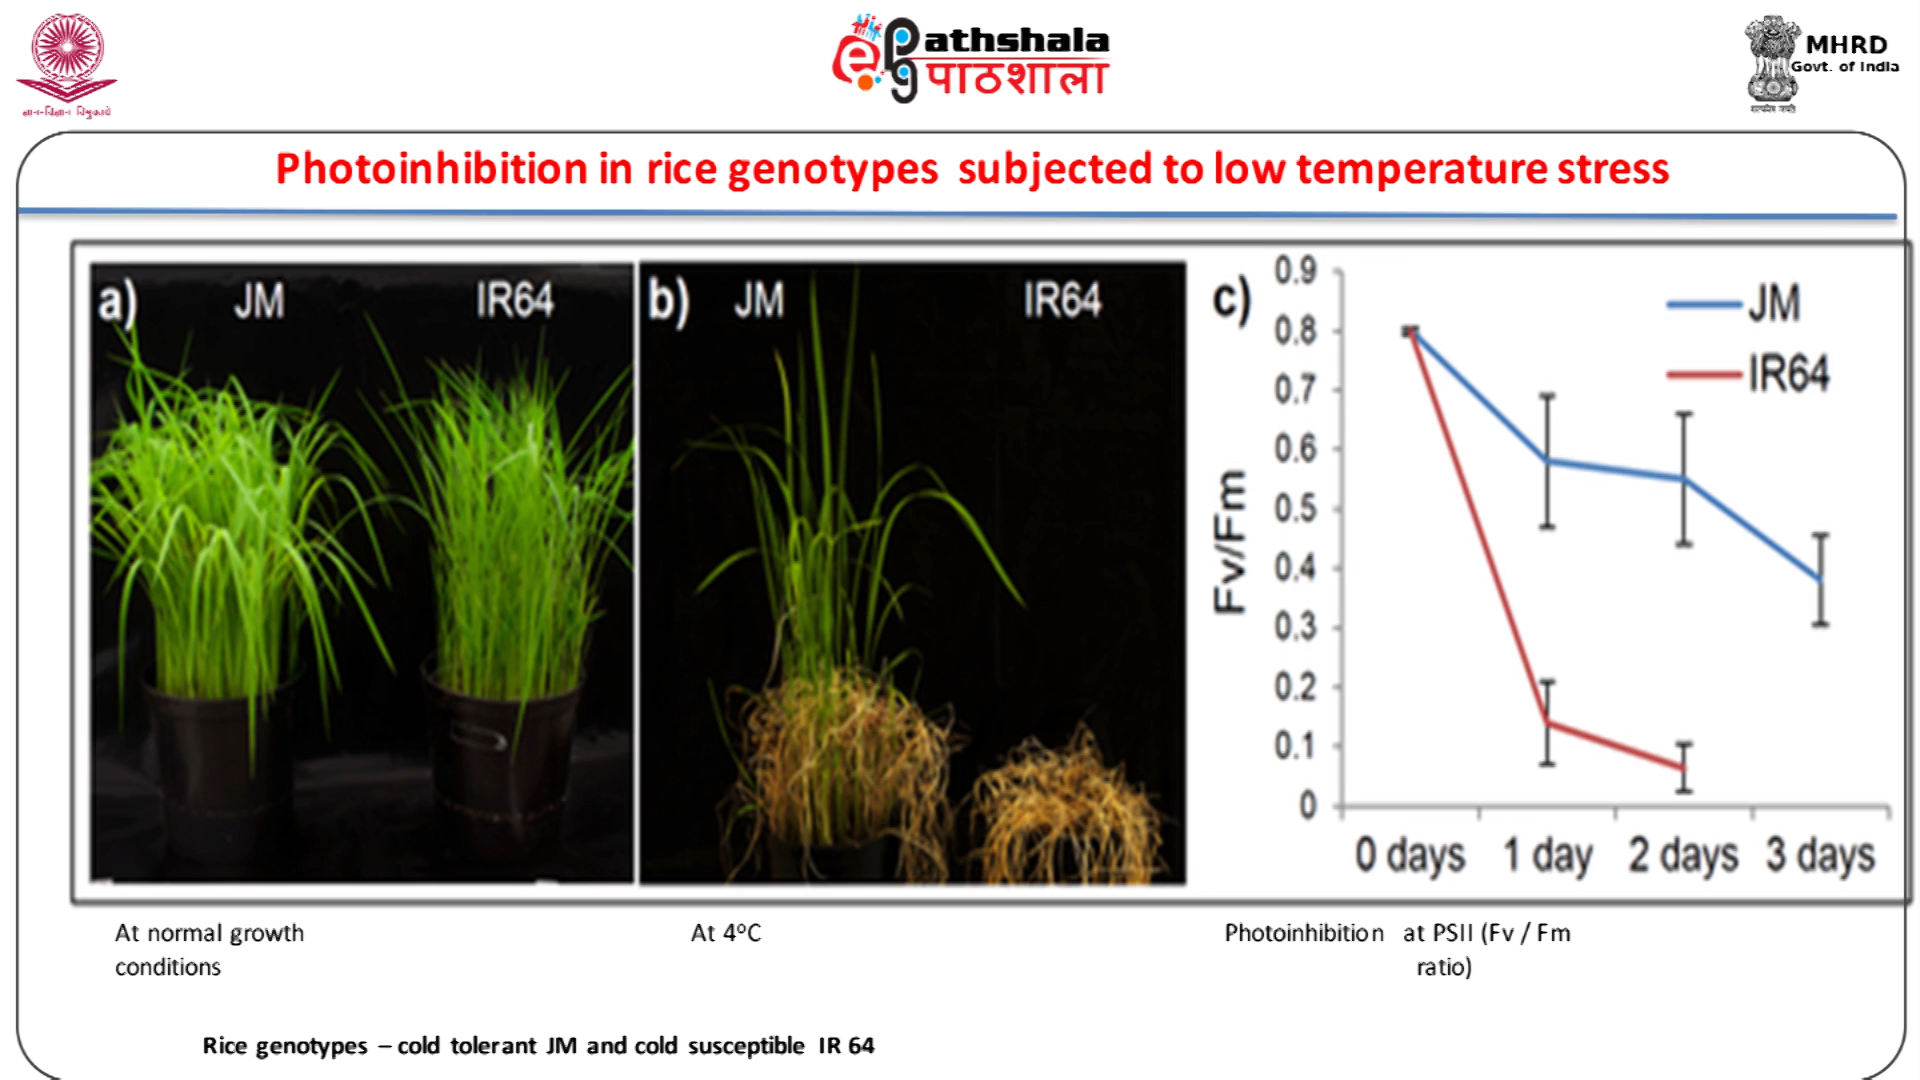 ePg Pathshala
पाठशाला
MHRD
Govt. of India
Photoinhibition in rice genotypes subjected to low temperature stress
a) JM IR64
b) JM IR64
c)
JM
IR64
Fv/Fm
0.9
0.8
0.7
0.6
0.5
0.4
0.3
0.2
0.1
0
0 days 1 day 2 days 3 days
At normal growth
conditions
At 4°C
Photoinhibition at PSII (Fv / Fm
ratio)
Rice genotypes – cold tolerant JM and cold susceptible IR 64